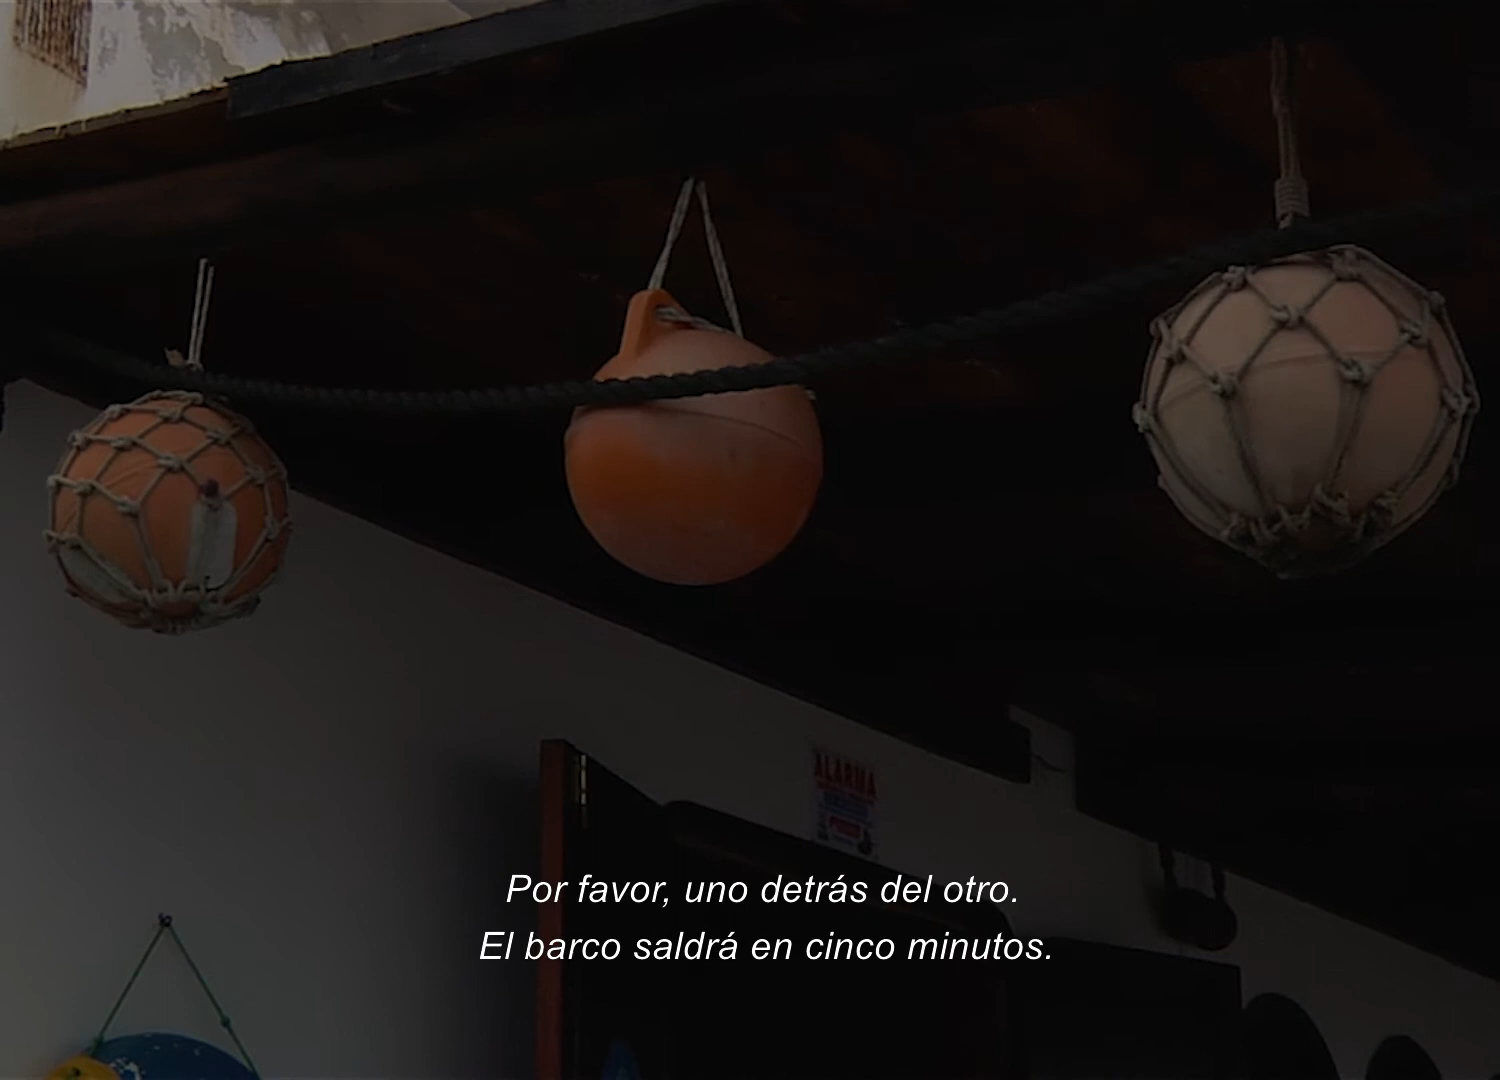 ALARMA
Por favor, uno detrás del otro.
El barco saldrá en cinco minutos.